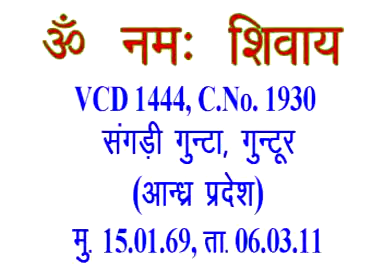 ॐ नमः शिवाय
VCD 1444, C.No. 1930
संगड़ी गुन्टा, गुन्टूर
(आन्ध्र प्रदेश)
मु. 15.01.69, ता. 06.03.11